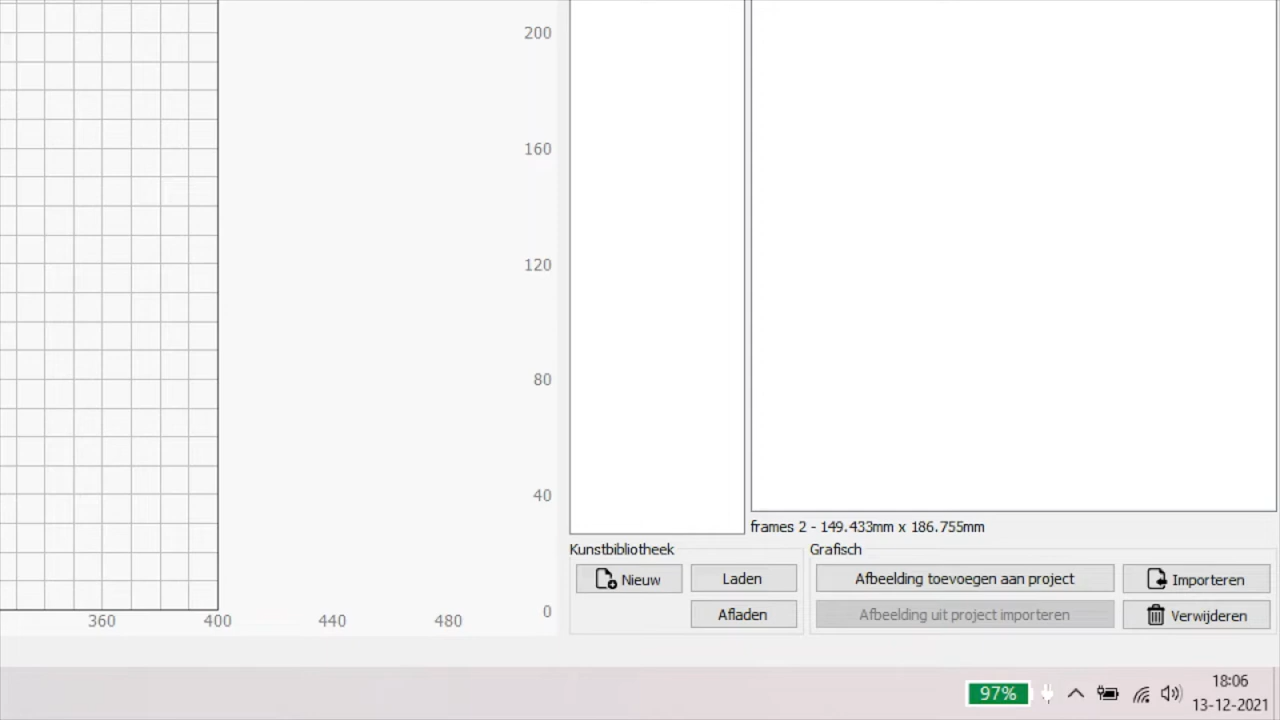 200
160
120
80
40
0
360 400 440 480
frames 2 - 149.433mm x 186.755mm
Kunstbibliotheek
Nieuw
Laden
Afladen
Grafisch
Afbeelding toevoegen aan project
Importeren
Afbeelding uit project importeren
Verwijderen
97%
18:06
13-12-2021